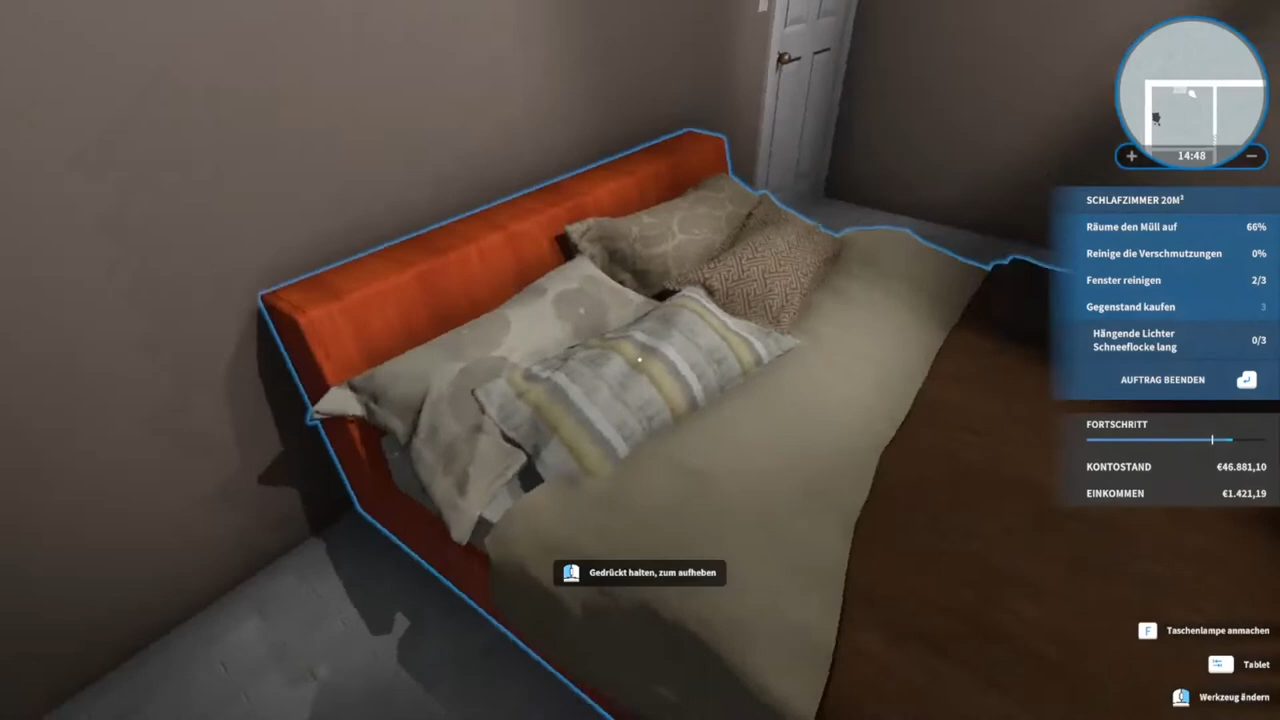 + 14:48 −
SCHLAFZIMMER 20M²
Räume den Müll auf 66%
Reinige die Verschmutzungen 0%
Fenster reinigen 2/3
Gegenstand kaufen 3
Hängende Lichter
Schneeflocke lang 0/3
AUFTRAG BEENDEN
FORTSCHRITT
KONTOSTAND €46.881,10
EINKOMMEN €1.421,19
Gedrückt halten, zum aufheben
F Taschenlampe anmachen
Tablet
Werkzeug ändern